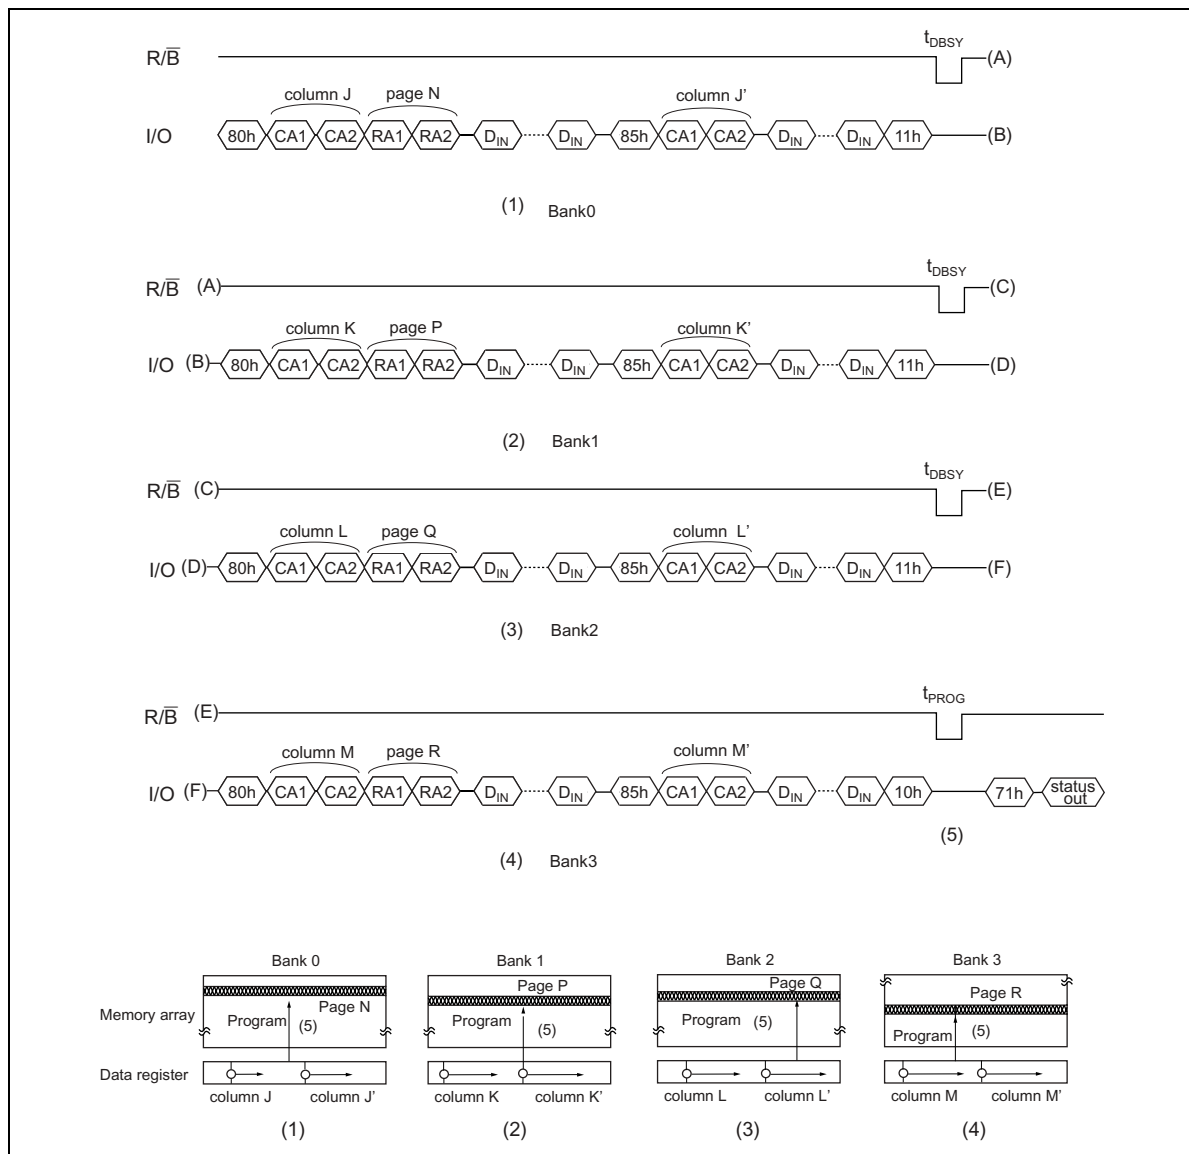 tDBSY
R/B̅ (A)
column J page N column J'
I/O 80h CA1 CA2 RA1 RA2 DIN DIN 85h CA1 CA2 DIN DIN 11h (B)
(1) Bank0
tDBSY
R/B̅ (A) (C)
column K page P column K'
I/O (B) 80h CA1 CA2 RA1 RA2 DIN DIN 85h CA1 CA2 DIN DIN 11h (D)
(2) Bank1
tDBSY
R/B̅ (C) (E)
column L page Q column L'
I/O (D) 80h CA1 CA2 RA1 RA2 DIN DIN 85h CA1 CA2 DIN DIN 11h (F)
(3) Bank2
tPROG
R/B̅ (E)
column M page R column M'
I/O (F) 80h CA1 CA2 RA1 RA2 DIN DIN 85h CA1 CA2 DIN DIN 10h 71h status out
(5)
(4) Bank3
Bank 0 Bank 1 Bank 2 Bank 3
Page N Page P Page Q Page R
Memory array Program (5) Program (5) Program (5) Program (5)
Data register
column J column J' column K column K' column L column L' column M column M'
(1) (2) (3) (4)